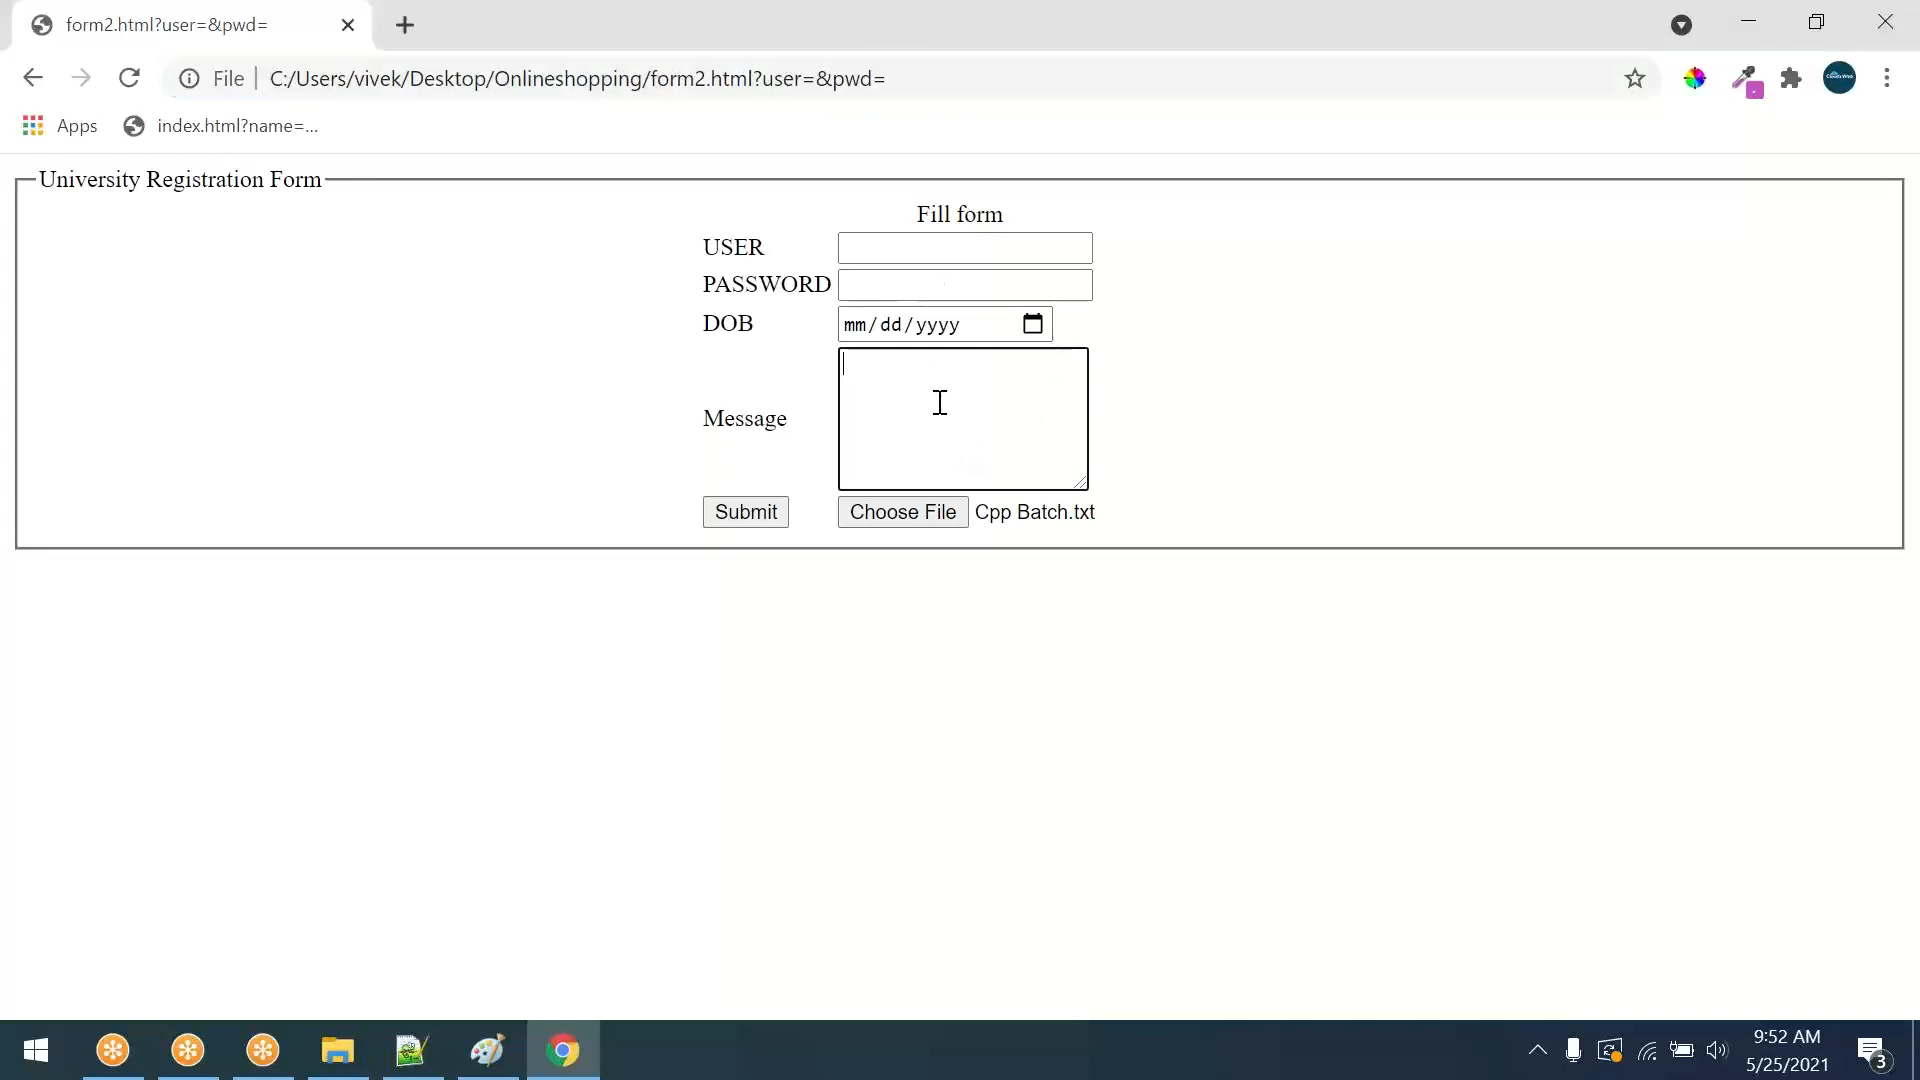 form2.html?user=&pwd=
File | C:/Users/vivek/Desktop/Onlineshopping/form2.html?user=&pwd=
Apps index.html?name=...
University Registration Form
Fill form
USER
PASSWORD
DOB mm/dd/yyyy
Message
Submit Choose File Cpp Batch.txt
9:52 AM
5/25/2021
3